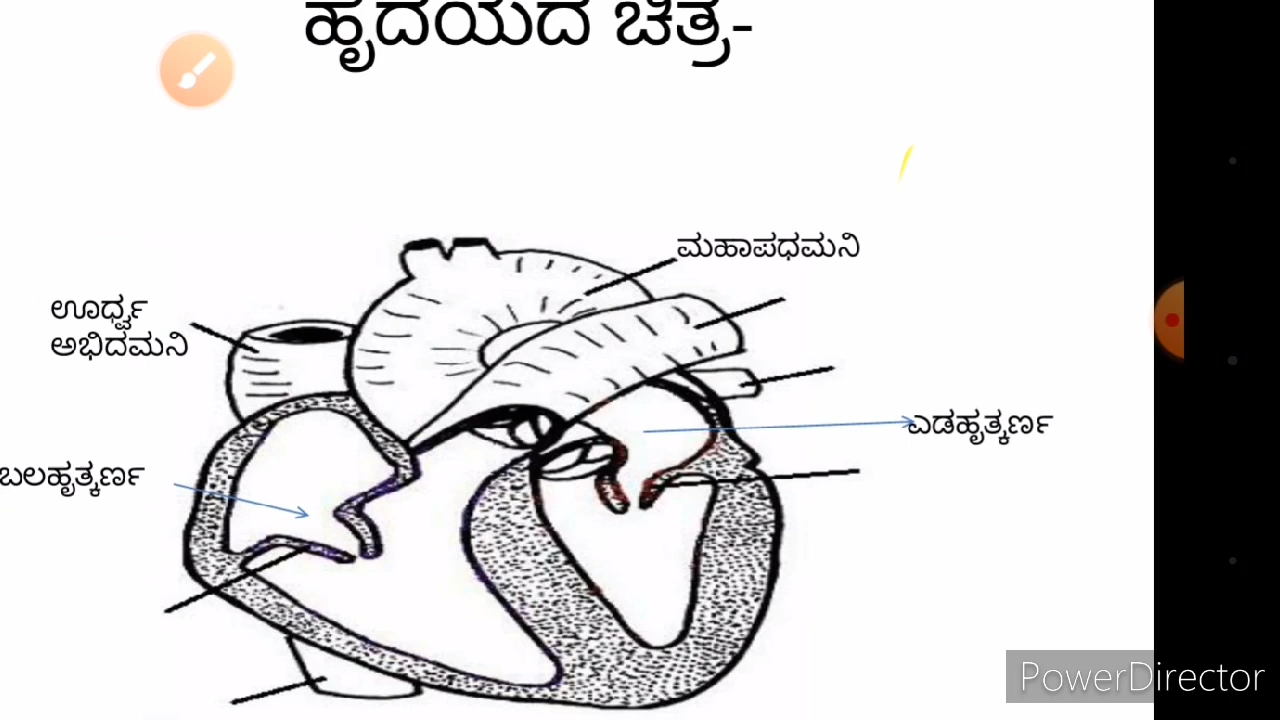 ಹೃದಯದ ಚಿತ್ರ-
ಮಹಾಪಧಮನಿ
ಊರ್ಧ್ವ
ಅಭಿದಮನಿ
ಎಡಹೃತ್ಕರ್ಣ
ಬಲಹೃತ್ಕರ್ಣ
PowerDirector